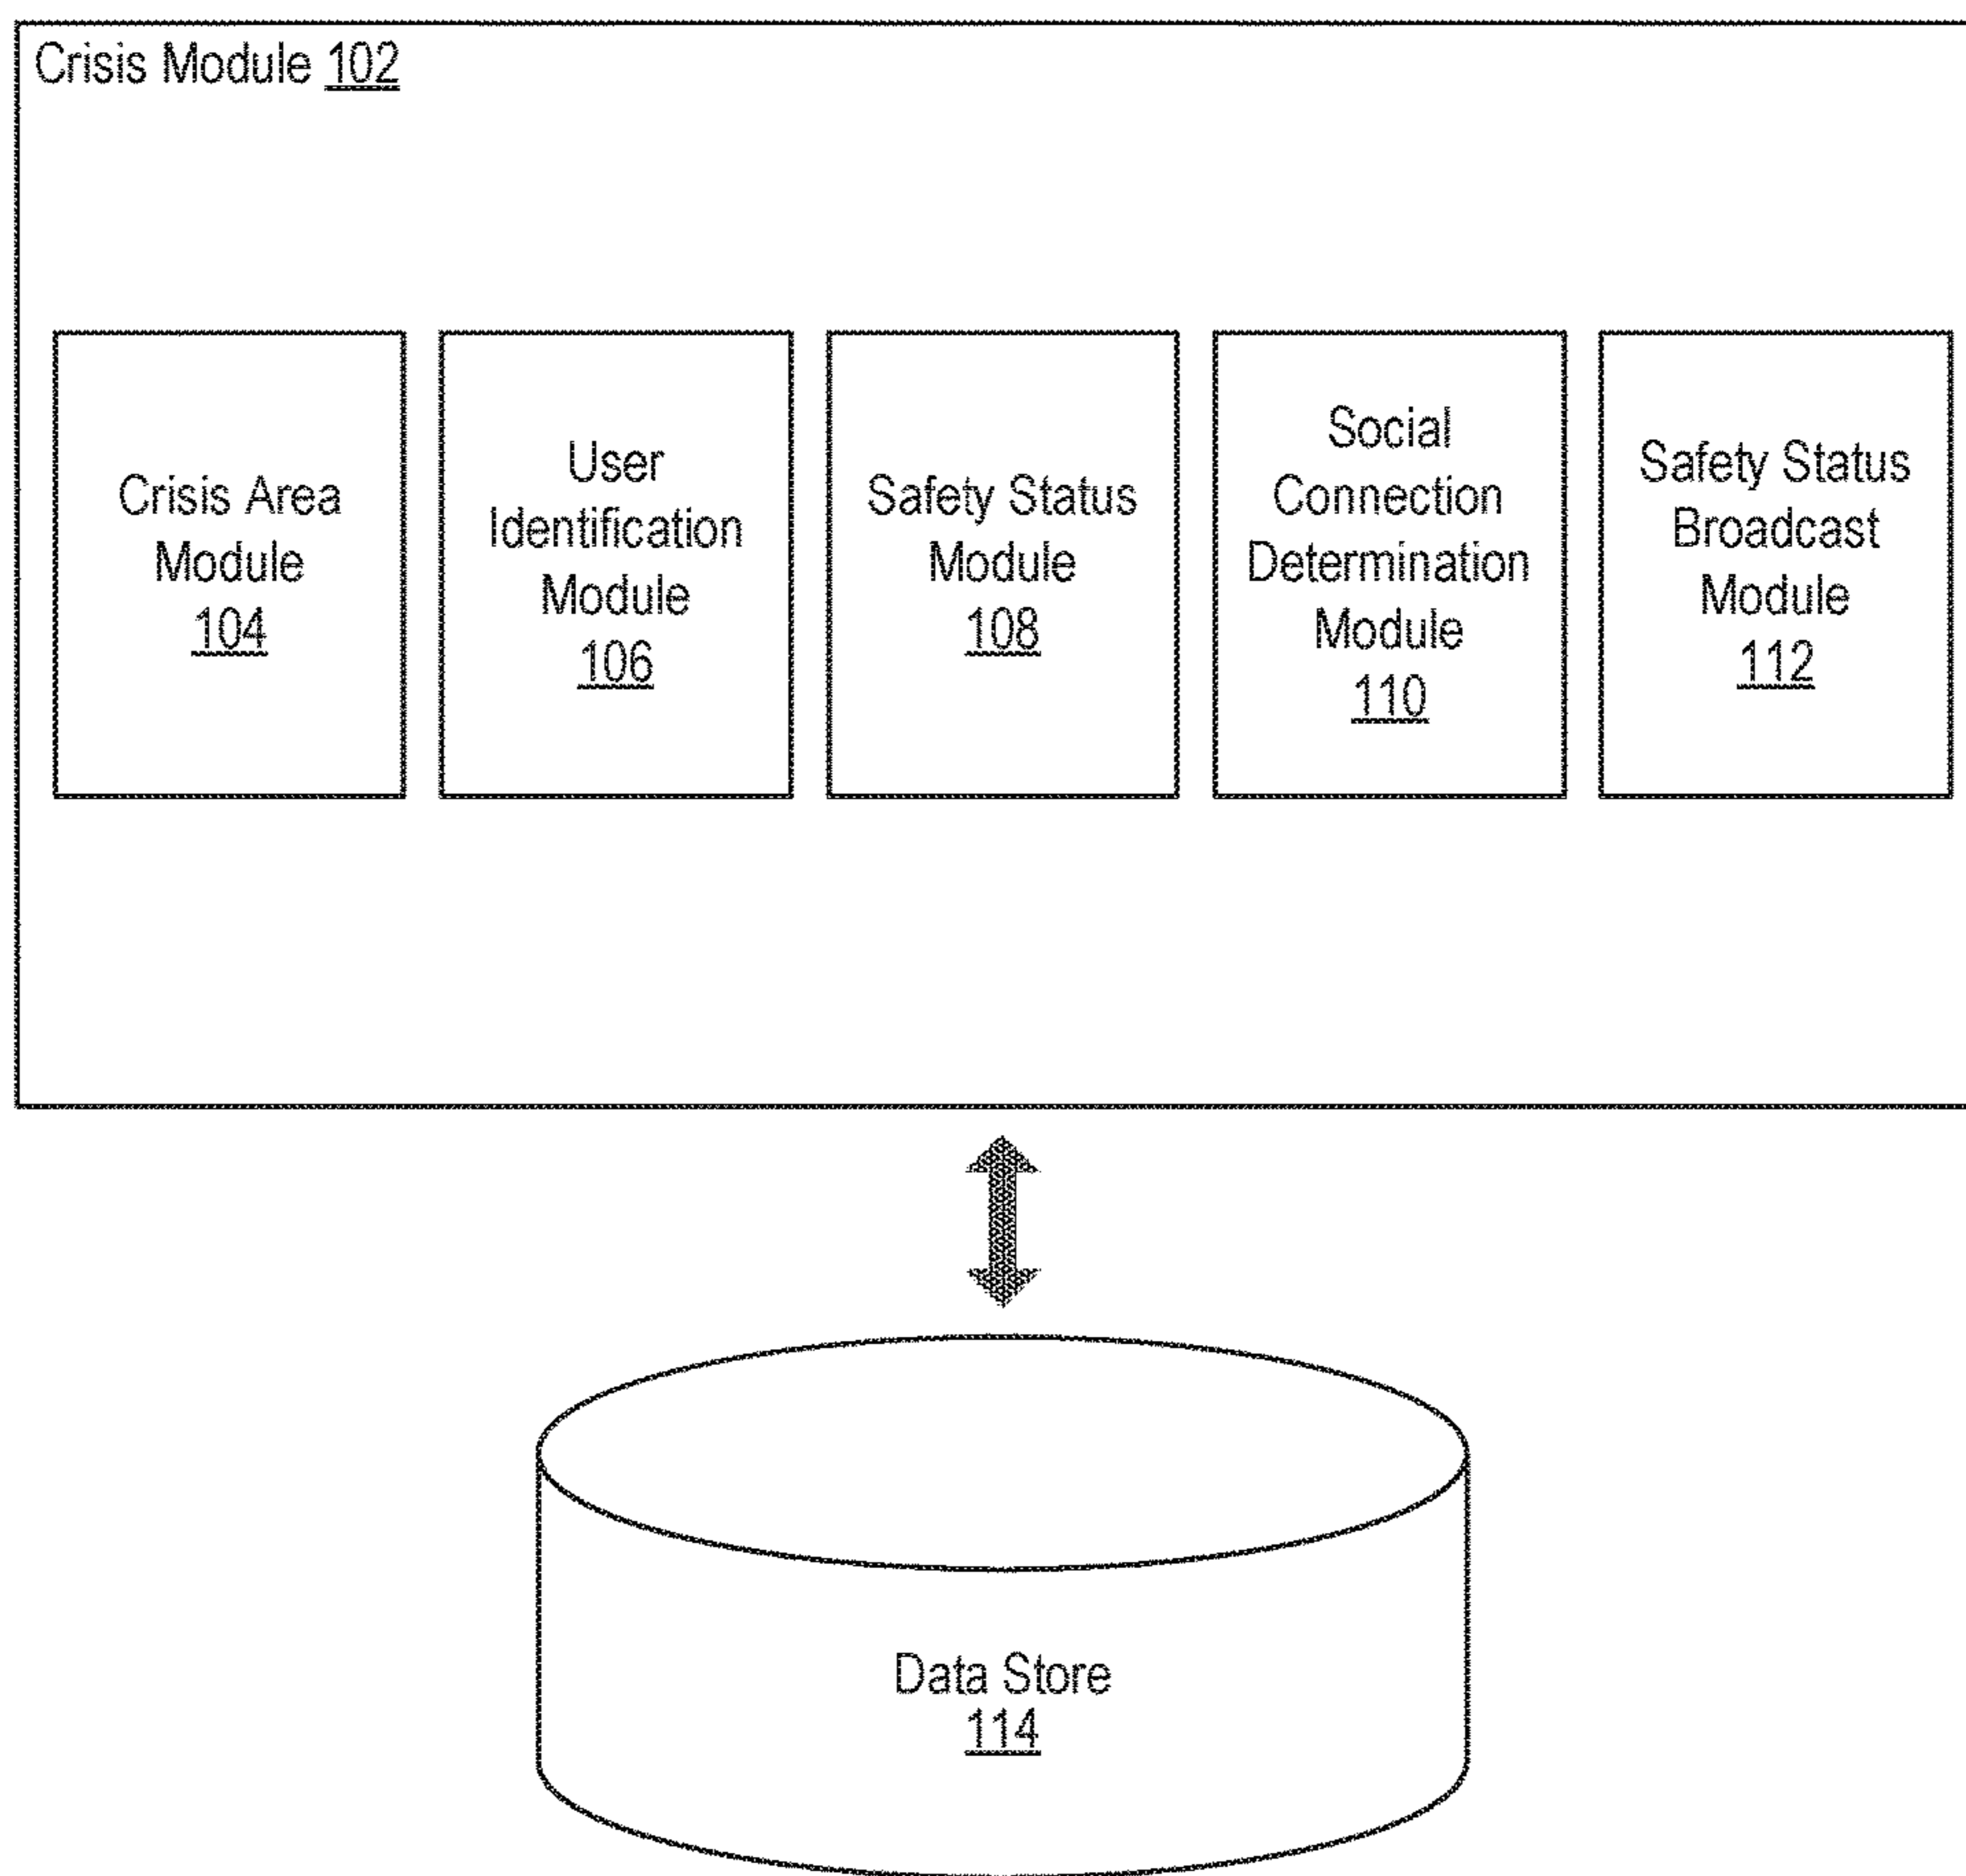 Crisis Module 102
Crisis Area
Module
104
User
Identification
Module
106
Safety Status
Module
108
Social
Connection
Determination
Module
110
Safety Status
Broadcast
Module
112
Data Store
114